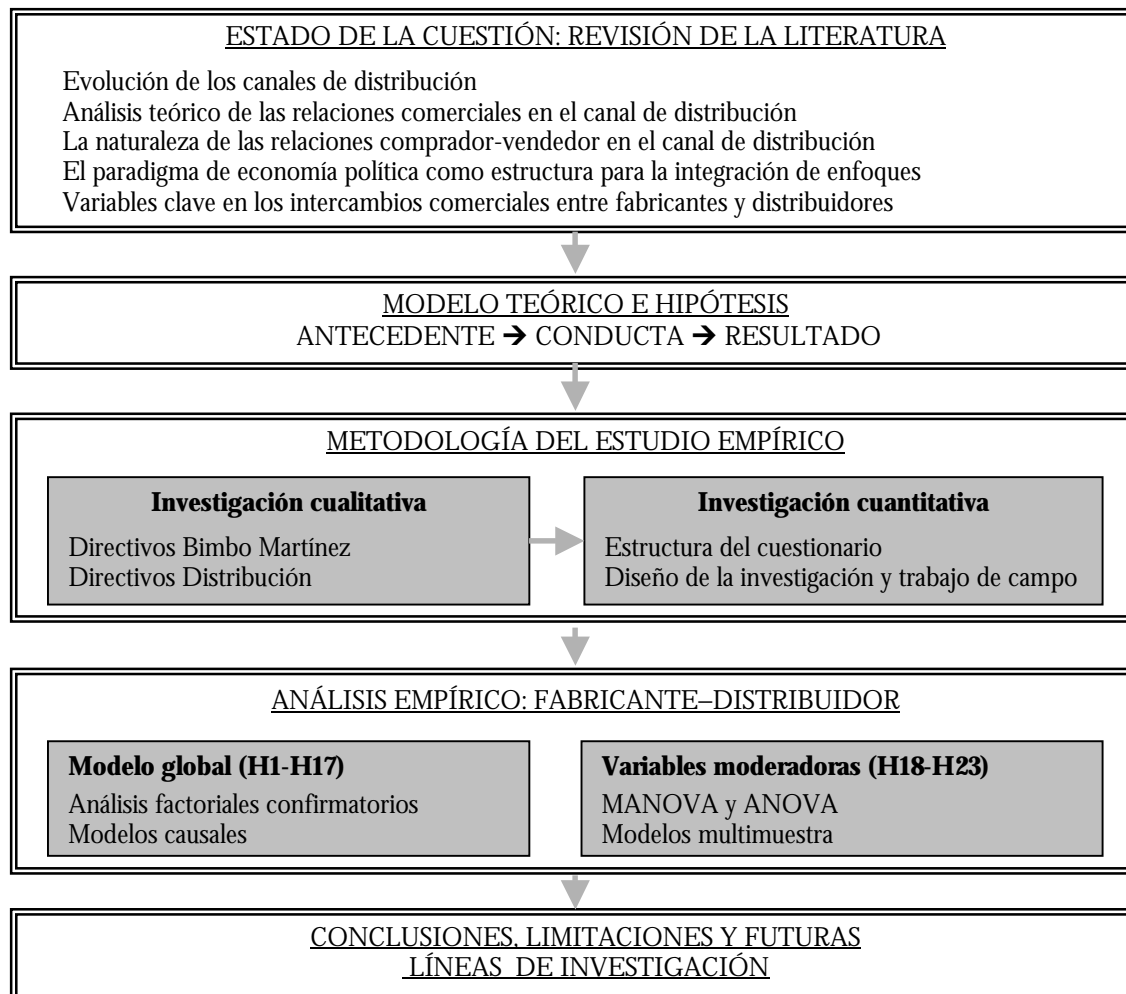 ESTADO DE LA CUESTIÓN: REVISIÓN DE LA LITERATURA
Evolución de los canales de distribución
Análisis teórico de las relaciones comerciales en el canal de distribución
La naturaleza de las relaciones comprador-vendedor en el canal de distribución
El paradigma de economía política como estructura para la integración de enfoques
Variables clave en los intercambios comerciales entre fabricantes y distribuidores
MODELO TEÓRICO E HIPÓTESIS
ANTECEDENTE → CONDUCTA → RESULTADO
METODOLOGÍA DEL ESTUDIO EMPÍRICO
Investigación cualitativa
Directivos Bimbo Martínez
Directivos Distribución
Investigación cuantitativa
Estructura del cuestionario
Diseño de la investigación y trabajo de campo
ANÁLISIS EMPÍRICO: FABRICANTE–DISTRIBUIDOR
Modelo global (H1-H17)
Análisis factoriales confirmatorios
Modelos causales
Variables moderadoras (H18-H23)
MANOVA y ANOVA
Modelos multimuestra
CONCLUSIONES, LIMITACIONES Y FUTURAS
LÍNEAS DE INVESTIGACIÓN